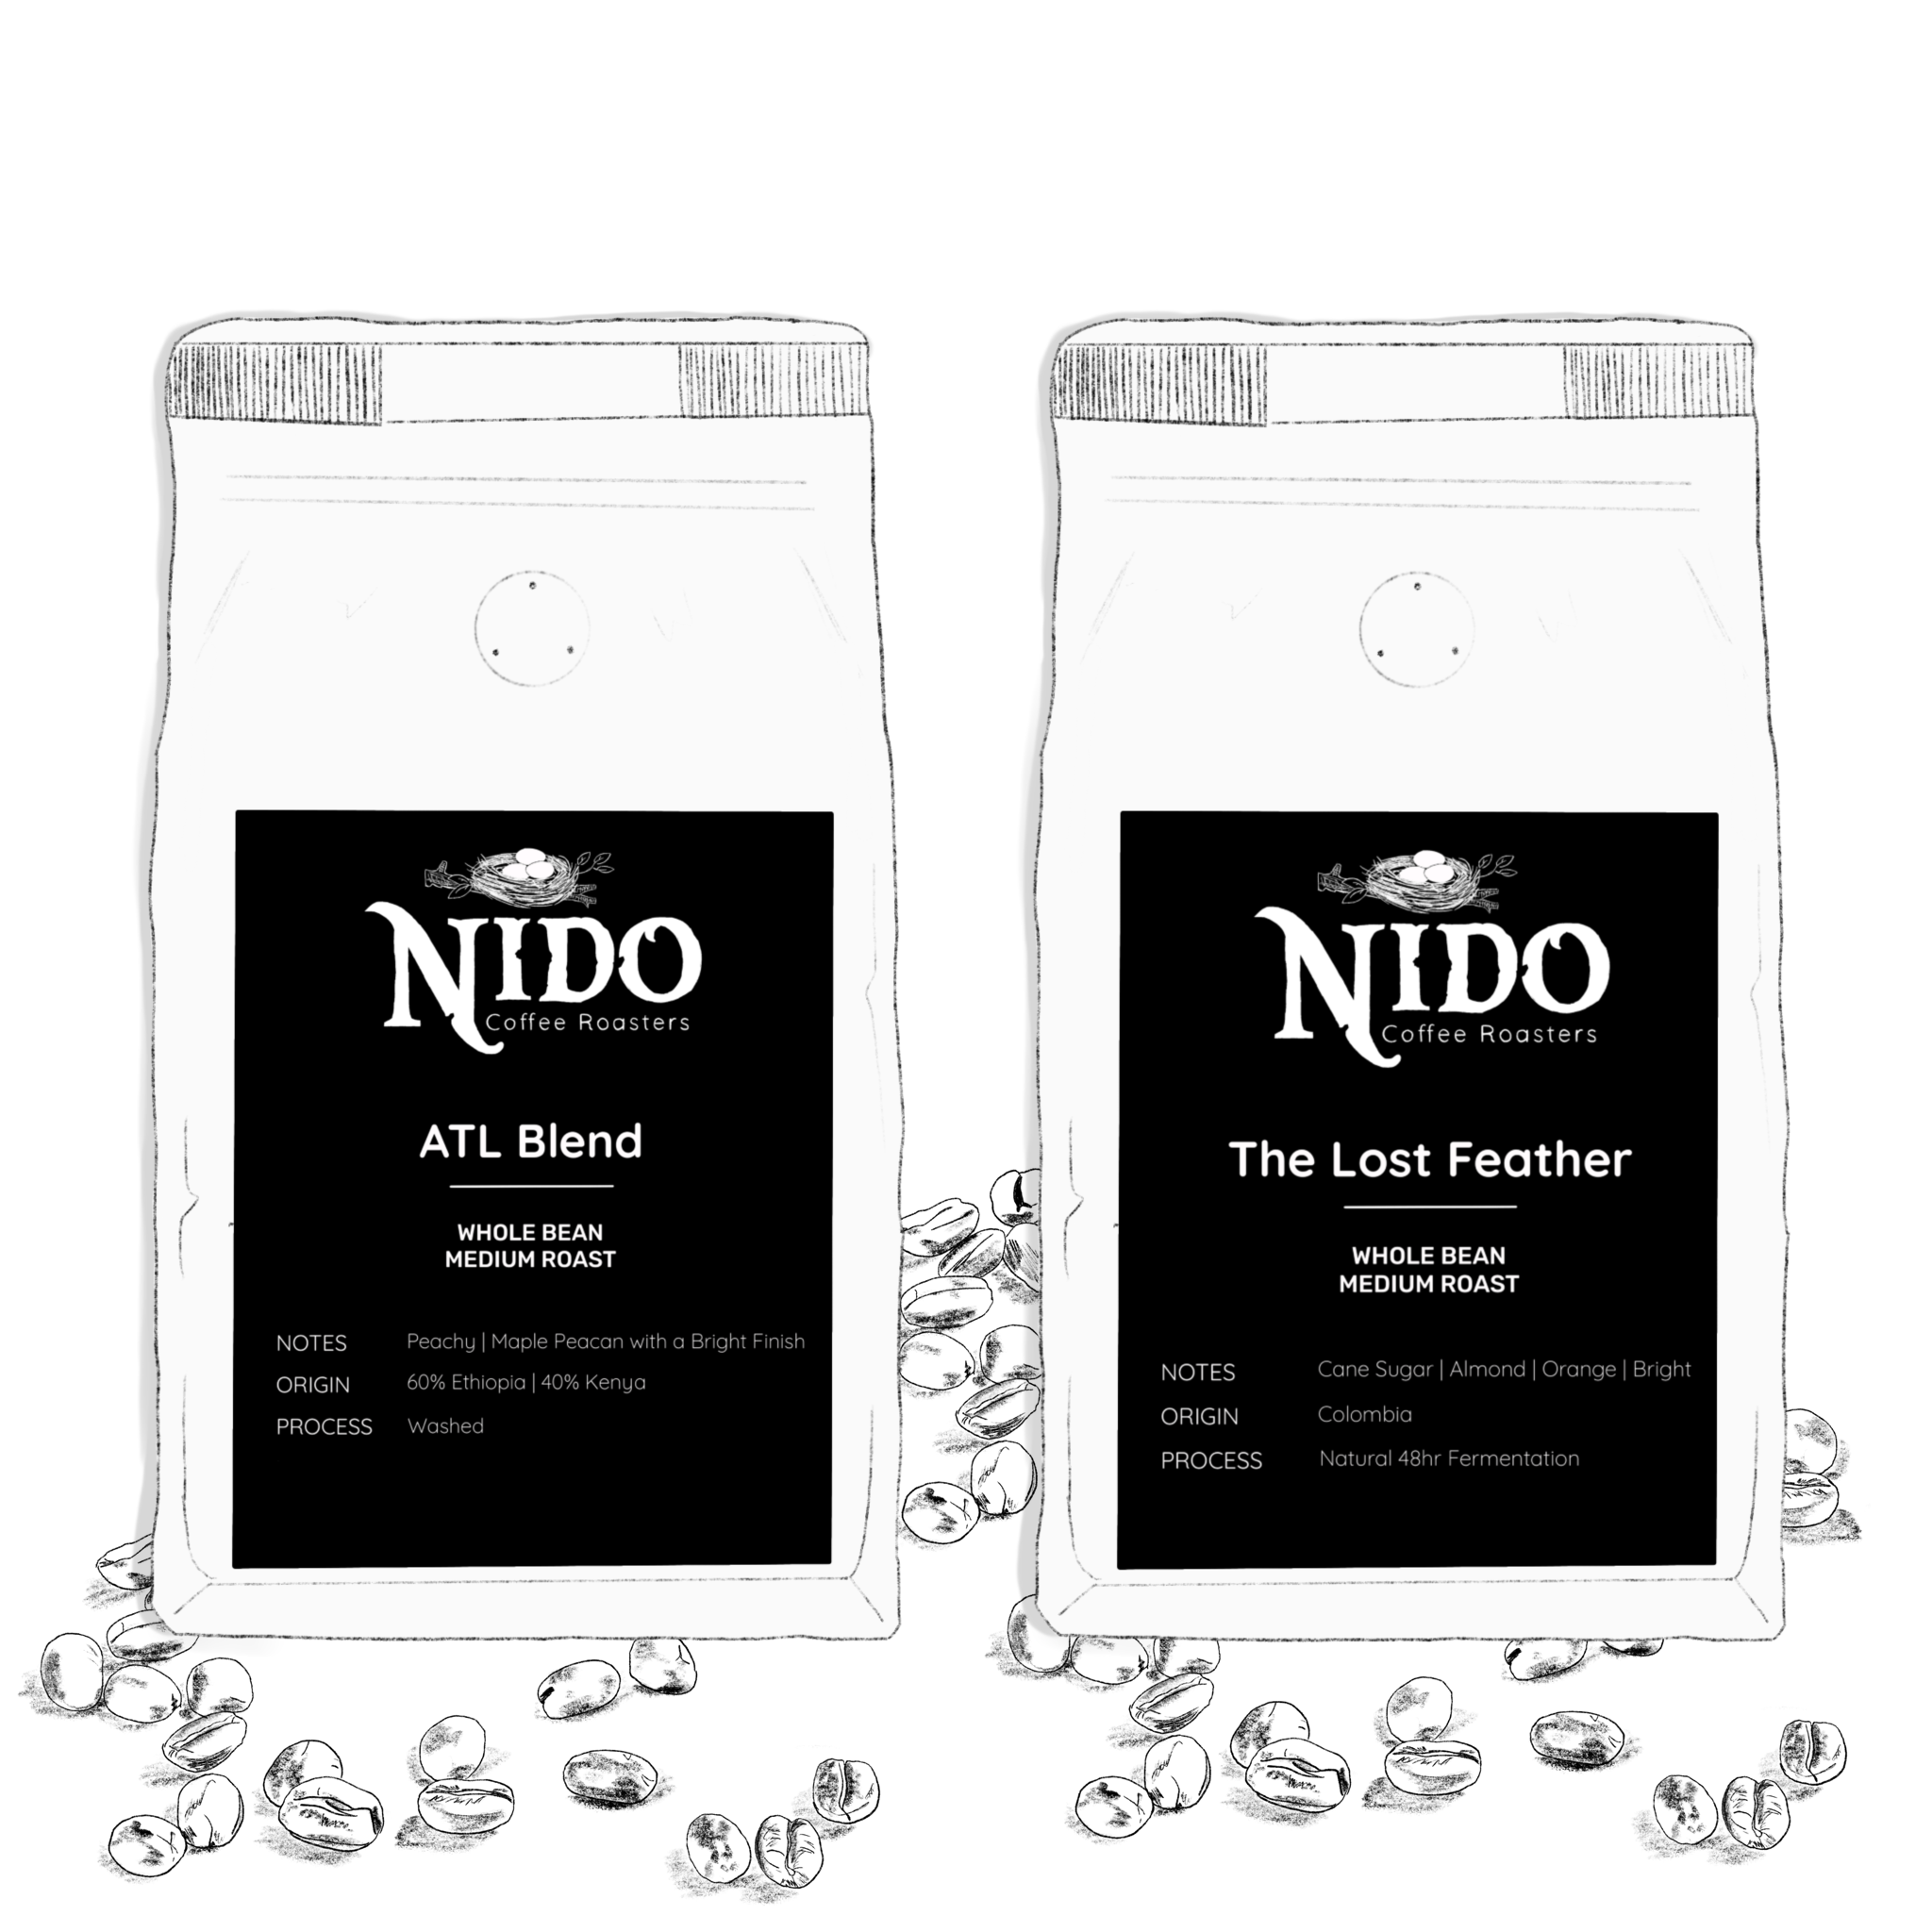 NIDO
Coffee Roasters
ATL Blend
WHOLE BEAN
MEDIUM ROAST
NOTES Peachy | Maple Peacan with a Bright Finish
ORIGIN 60% Ethiopia | 40% Kenya
PROCESS Washed
NIDO
Coffee Roasters
The Lost Feather
WHOLE BEAN
MEDIUM ROAST
NOTES Cane Sugar | Almond | Orange | Bright
ORIGIN Colombia
PROCESS Natural 48hr Fermentation